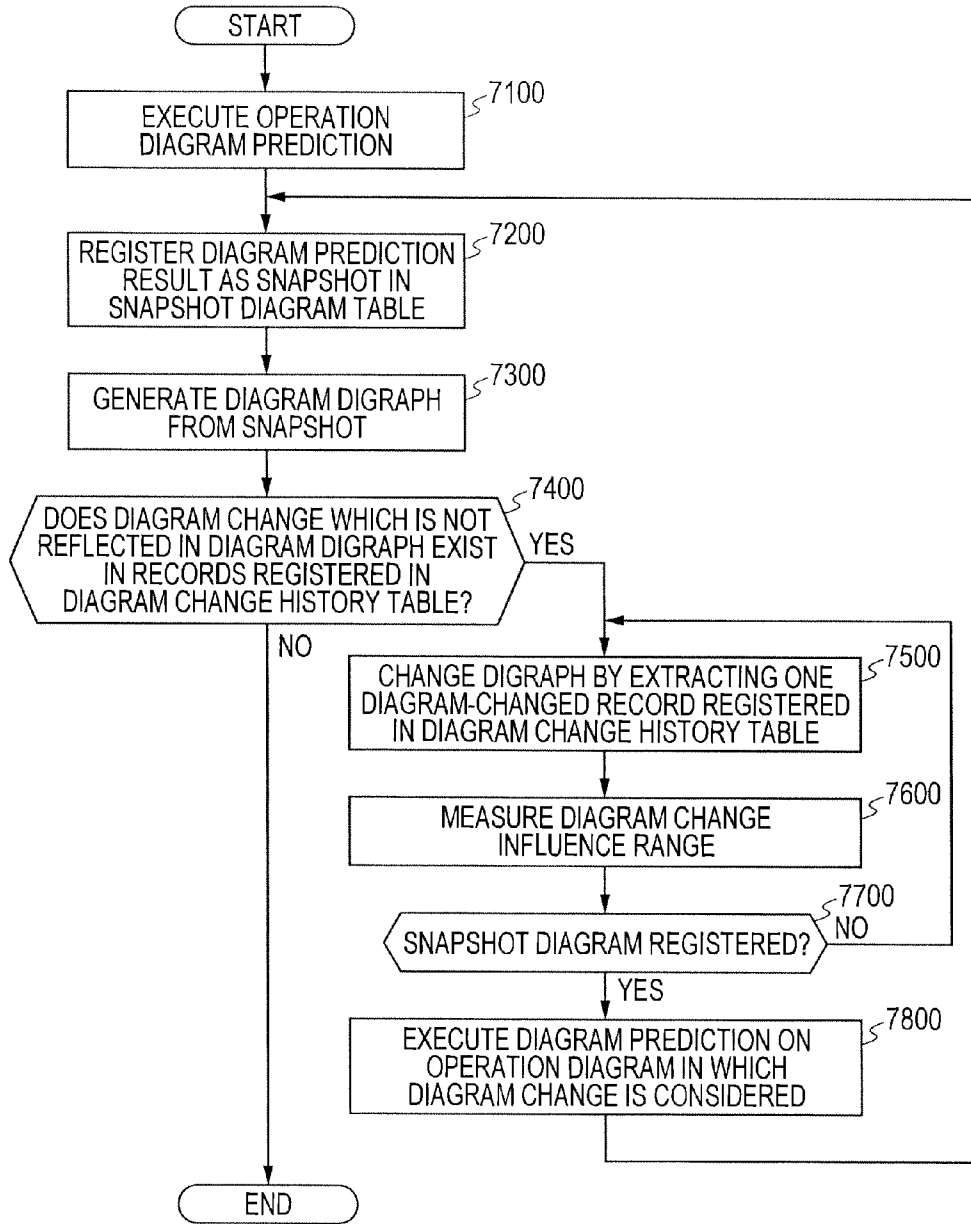 START
7100
EXECUTE OPERATION
DIAGRAM PREDICTION
7200
REGISTER DIAGRAM PREDICTION
RESULT AS SNAPSHOT IN
SNAPSHOT DIAGRAM TABLE
7300
GENERATE DIAGRAM DIGRAPH
FROM SNAPSHOT
7400
DOES DIAGRAM CHANGE WHICH IS NOT
REFLECTED IN DIAGRAM DIGRAPH EXIST
IN RECORDS REGISTERED IN
DIAGRAM CHANGE HISTORY TABLE?
YES
NO
7500
CHANGE DIGRAPH BY EXTRACTING ONE
DIAGRAM-CHANGED RECORD REGISTERED
IN DIAGRAM CHANGE HISTORY TABLE
7600
MEASURE DIAGRAM CHANGE
INFLUENCE RANGE
7700
SNAPSHOT DIAGRAM REGISTERED?
NO
YES
7800
EXECUTE DIAGRAM PREDICTION ON
OPERATION DIAGRAM IN WHICH
DIAGRAM CHANGE IS CONSIDERED
END